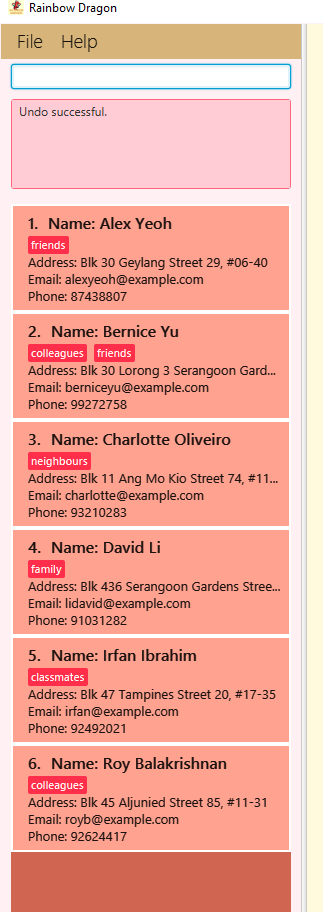 Rainbow Dragon
File Help
Undo successful.
1. Name: Alex Yeoh
friends
Address: Blk 30 Geylang Street 29, #06-40
Email: alexyeoh@example.com
Phone: 87438807
2. Name: Bernice Yu
colleagues friends
Address: Blk 30 Lorong 3 Serangoon Gard...
Email: berniceyu@example.com
Phone: 99272758
3. Name: Charlotte Oliveiro
neighbours
Address: Blk 11 Ang Mo Kio Street 74, #11...
Email: charlotte@example.com
Phone: 93210283
4. Name: David Li
family
Address: Blk 436 Serangoon Gardens Stree...
Email: lidavid@example.com
Phone: 91031282
5. Name: Irfan Ibrahim
classmates
Address: Blk 47 Tampines Street 20, #17-35
Email: irfan@example.com
Phone: 92492021
6. Name: Roy Balakrishnan
colleagues
Address: Blk 45 Aljunied Street 85, #11-31
Email: royb@example.com
Phone: 92624417